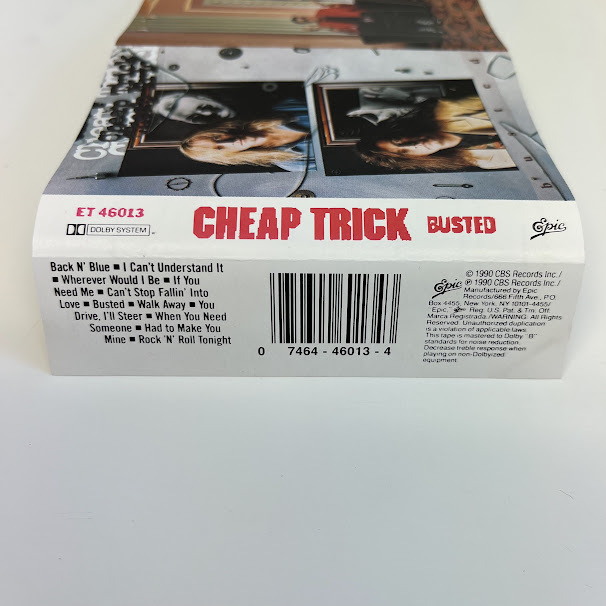 Cheap Trick
busted
ET 46013
CHEAP TRICK BUSTED Epic
DOLBY SYSTEM
Back N' Blue ■ I Can't Understand It
■ Wherever Would I Be ■ If You
Need Me ■ Can't Stop Fallin' Into
Love ■ Busted ■ Walk Away ■ You
Drive, I'll Steer ■ When You Need
Someone ■ Had to Make You
Mine ■ Rock 'N' Roll Tonight
0 7464 - 46013 - 4
© 1990 CBS Records Inc./
Epic ℗ 1990 CBS Records Inc./
Manufactured by Epic
Records/666 Fifth Ave., P.O.
Box 4455, New York, NY 10101-4455/
"Epic," Reg. U.S. Pat. & Tm. Off.
Marca Registrada./WARNING: All Rights
Reserved. Unauthorized duplication
is a violation of applicable laws.
This tape is mastered to Dolby "B"
standards for noise reduction.
Decrease treble response when
playing on non-Dolbyized
equipment.